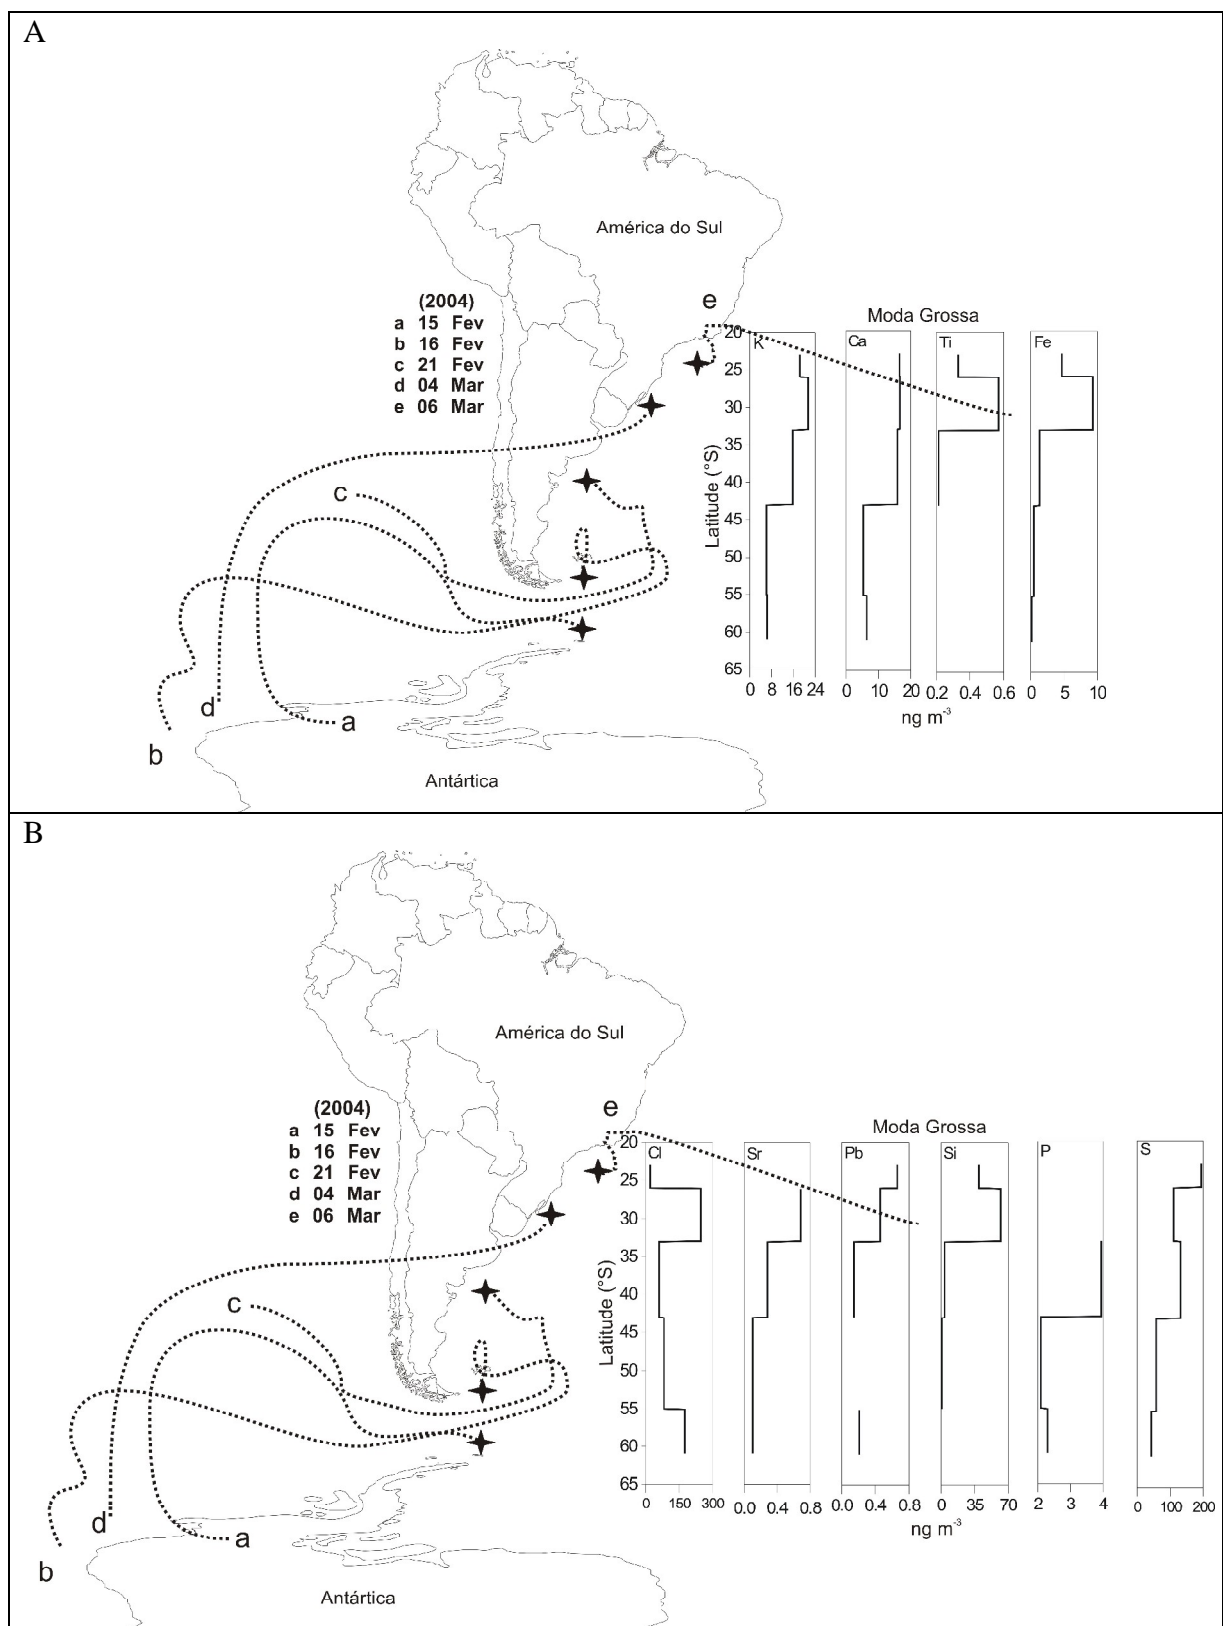 A
América do Sul
e
(2004)
a 15 Fev
b 16 Fev
c 21 Fev
d 04 Mar
e 06 Mar
Moda Grossa
K
Ca
Ti
Fe
20
25
30
35
40
45
50
55
60
65
Latitude (°S)
0 8 16 24
0 10 20
0.2 0.4 0.6
0 5 10
ng m-3
c
d
a
b
Antártica
B
América do Sul
e
(2004)
a 15 Fev
b 16 Fev
c 21 Fev
d 04 Mar
e 06 Mar
Moda Grossa
Cl
Sr
Pb
Si
P
S
20
25
30
35
40
45
50
55
60
65
Latitude (°S)
0 150 300
0.0 0.4 0.8
0.0 0.4 0.8
0 35 70
2 3 4
0 100 200
ng m-3
c
d
a
b
Antártica